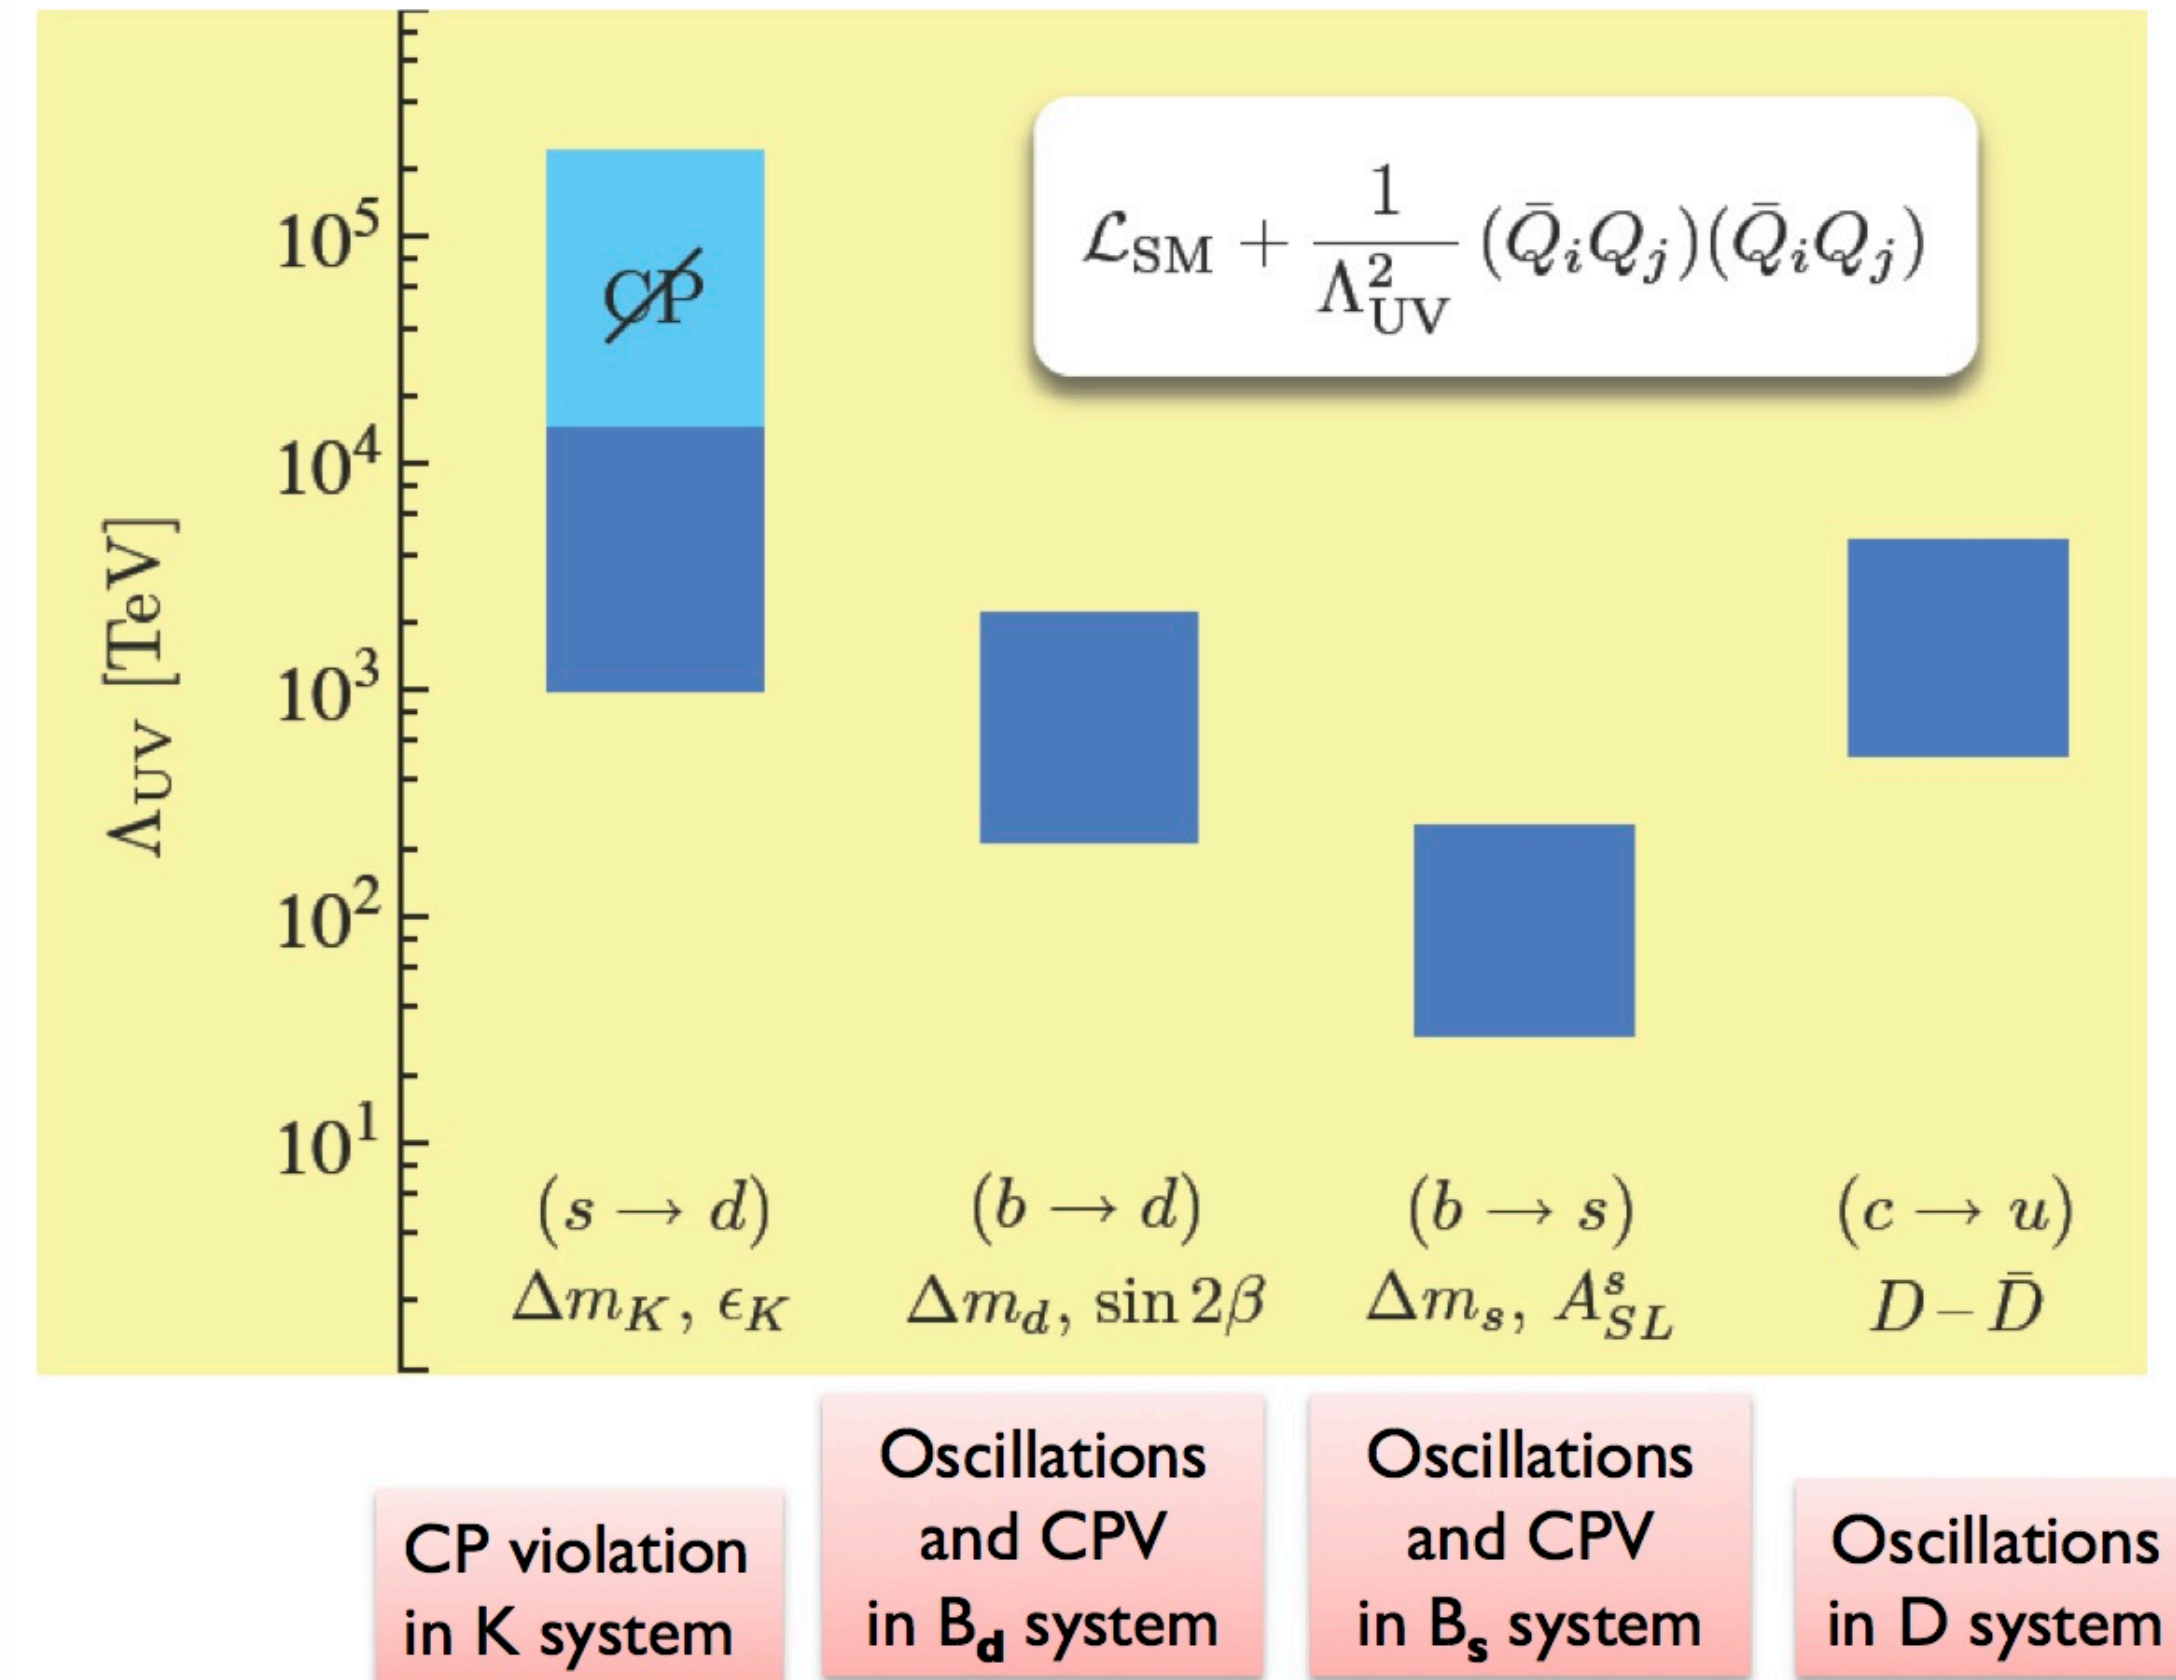 Λ_UV [TeV]
10^5
10^4
10^3
10^2
10^1
CP
ℒ_SM + 1/Λ²_UV (Q̄_i Q_j)(Q̄_i Q_j)
(s → d)
Δm_K, ϵ_K
(b → d)
Δm_d, sin 2β
(b → s)
Δm_s, A^s_SL
(c → u)
D – D̄
CP violation
in K system
Oscillations
and CPV
in B_d system
Oscillations
and CPV
in B_s system
Oscillations
in D system